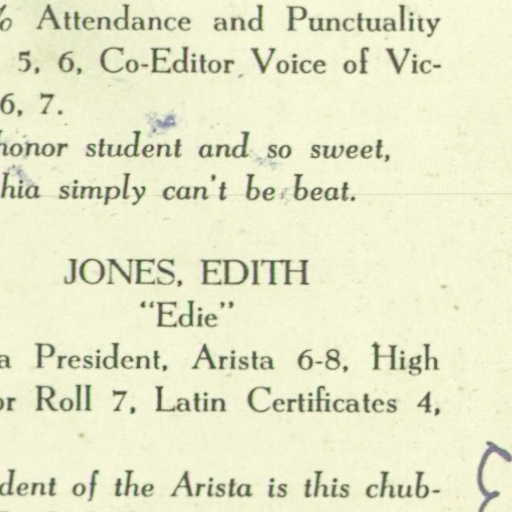 % Attendance and Punctuality
5, 6, Co-Editor Voice of Vic-
6, 7.
honor student and so sweet,
hia simply can't be beat.
JONES, EDITH
"Edie"
a President, Arista 6-8, High
or Roll 7, Latin Certificates 4,
dent of the Arista is this chub-